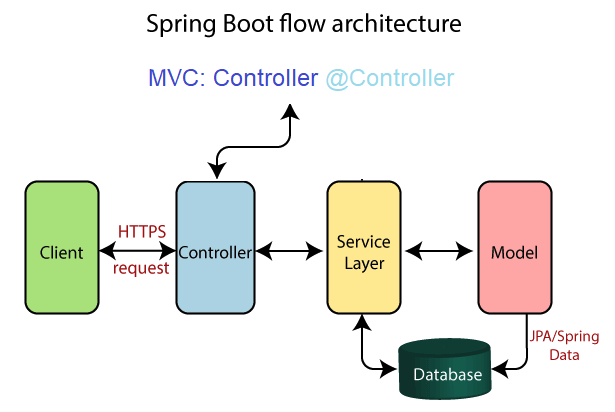 Spring Boot flow architecture
MVC: Controller @Controller
Client
HTTPS
request
Controller
Service
Layer
Model
JPA/Spring
Data
Database